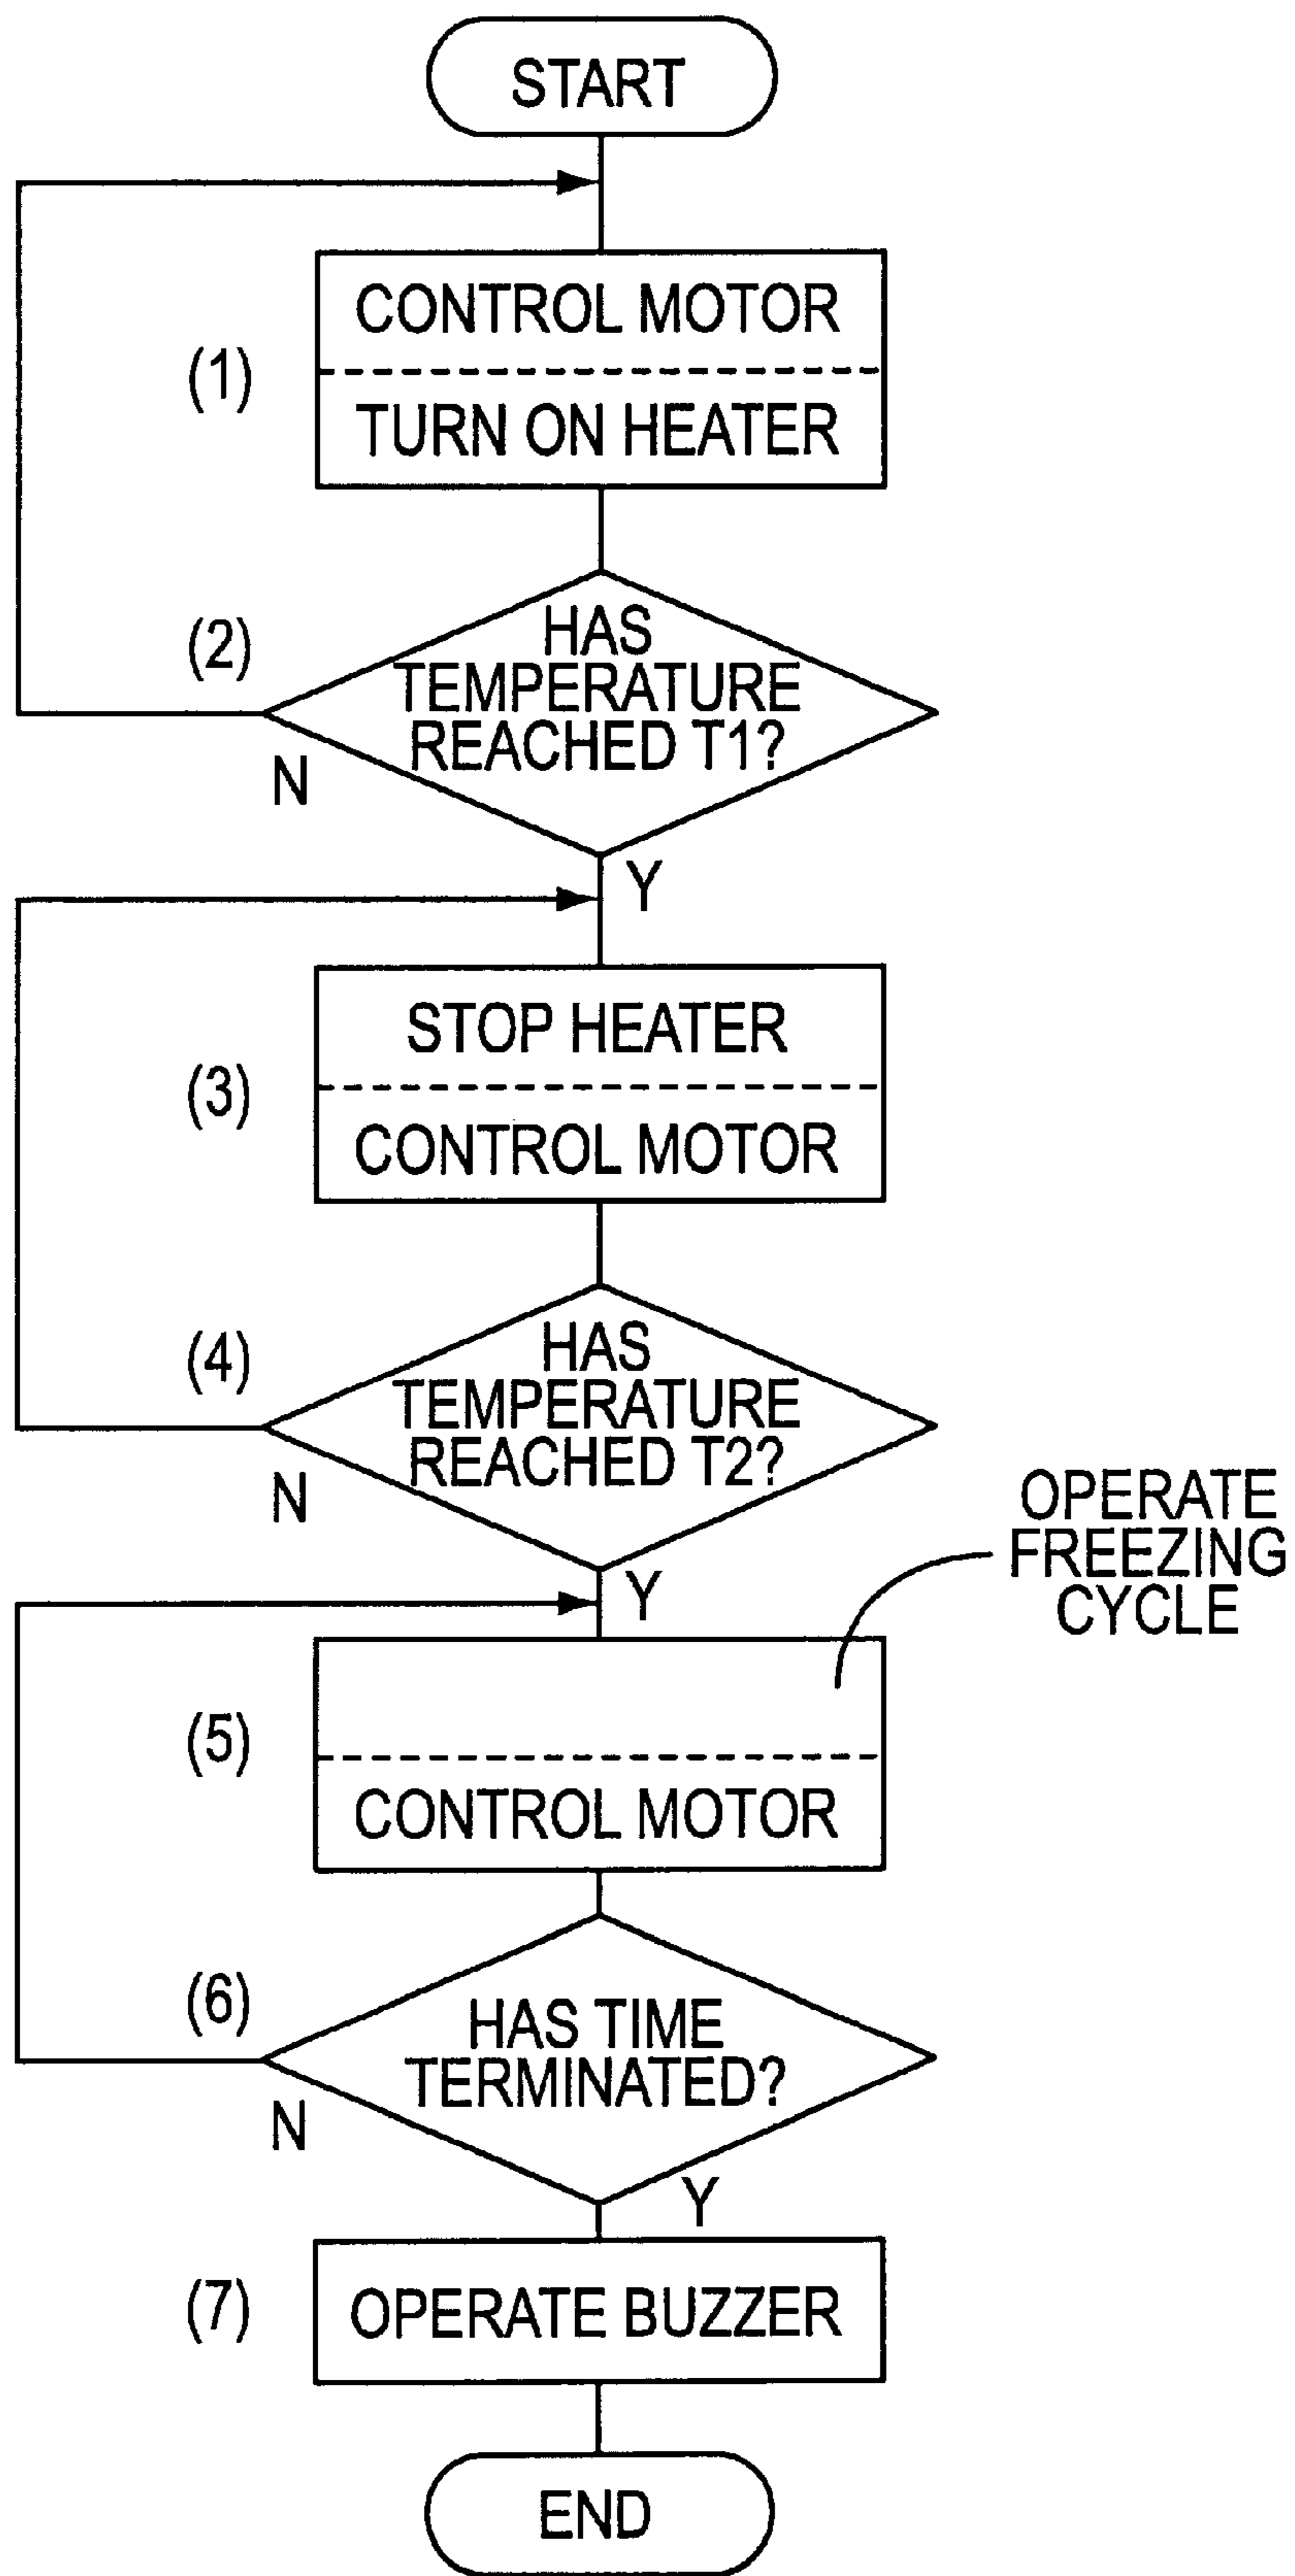 START
CONTROL MOTOR
(1)
TURN ON HEATER
(2)
HAS
TEMPERATURE
REACHED T1?
N
Y
STOP HEATER
(3)
CONTROL MOTOR
(4)
HAS
TEMPERATURE
REACHED T2?
N
OPERATE
FREEZING
CYCLE
Y
(5)
CONTROL MOTOR
(6)
HAS TIME
TERMINATED?
N
Y
(7)
OPERATE BUZZER
END